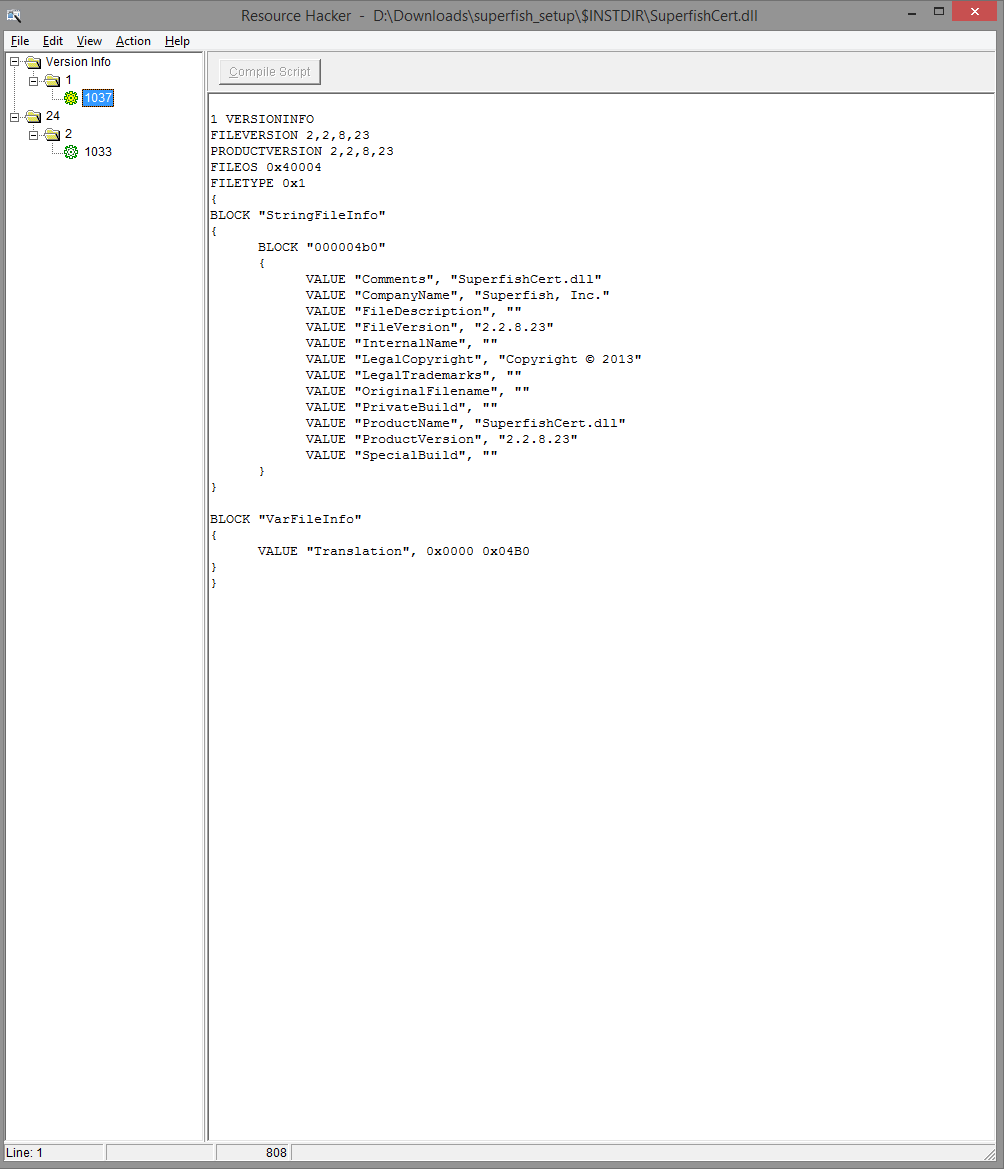 Resource Hacker - D:\Downloads\superfish_setup\$INSTDIR\SuperfishCert.dll
File Edit View Action Help
Version Info
1
1037
24
2
1033
Compile Script
1 VERSIONINFO
FILEVERSION 2,2,8,23
PRODUCTVERSION 2,2,8,23
FILEOS 0x40004
FILETYPE 0x1
{
BLOCK "StringFileInfo"
{
BLOCK "000004b0"
{
VALUE "Comments", "SuperfishCert.dll"
VALUE "CompanyName", "Superfish, Inc."
VALUE "FileDescription", ""
VALUE "FileVersion", "2.2.8.23"
VALUE "InternalName", ""
VALUE "LegalCopyright", "Copyright © 2013"
VALUE "LegalTrademarks", ""
VALUE "OriginalFilename", ""
VALUE "PrivateBuild", ""
VALUE "ProductName", "SuperfishCert.dll"
VALUE "ProductVersion", "2.2.8.23"
VALUE "SpecialBuild", ""
}
}
BLOCK "VarFileInfo"
{
VALUE "Translation", 0x0000 0x04B0
}
}
Line: 1 808